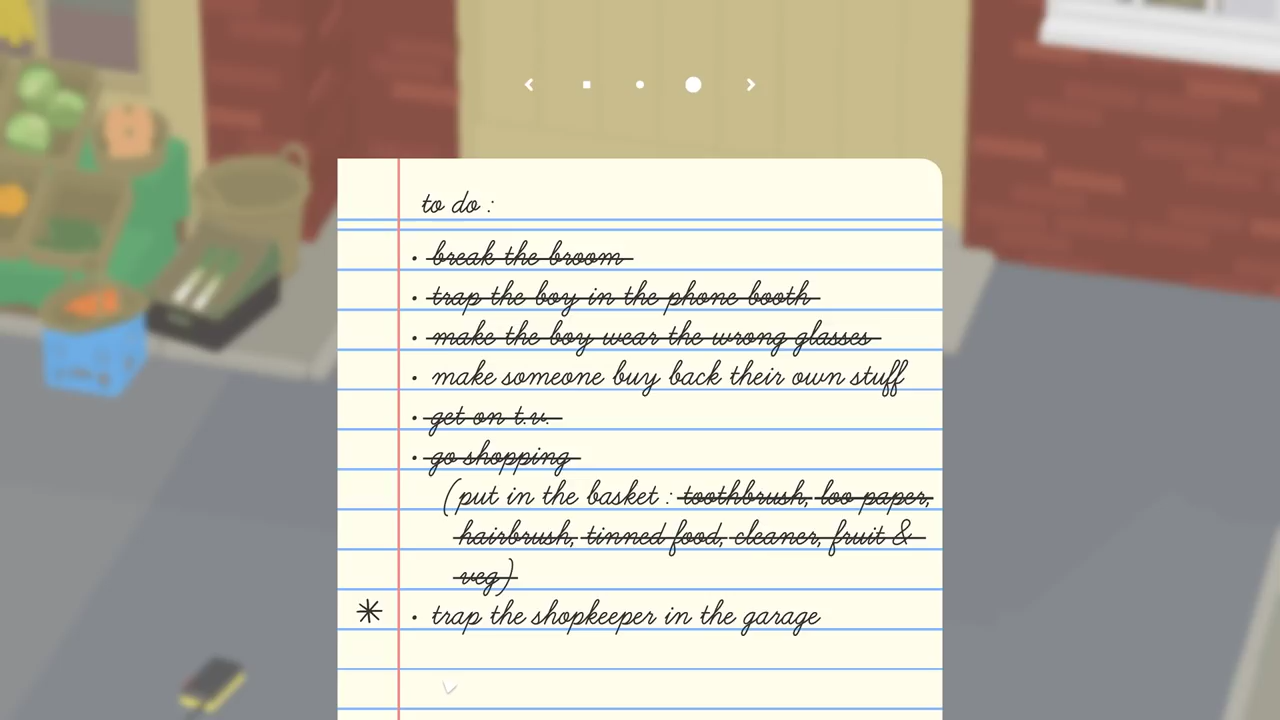 to do :
• break the broom
• trap the boy in the phone booth
• make the boy wear the wrong glasses
• make someone buy back their own stuff
• get on t.v.
• go shopping
(put in the basket : toothbrush, loo paper,
hairbrush, tinned food, cleaner, fruit &
veg)
* • trap the shopkeeper in the garage